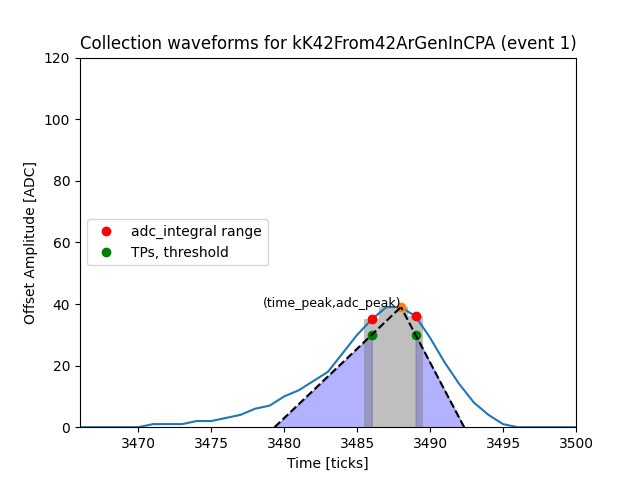 Collection waveforms for kK42From42ArGenInCPA (event 1)
120
100
80
60
40
20
0
Offset Amplitude [ADC]
adc_integral range
TPs, threshold
(time_peak,adc_peak)
3470 3475 3480 3485 3490 3495 3500
Time [ticks]